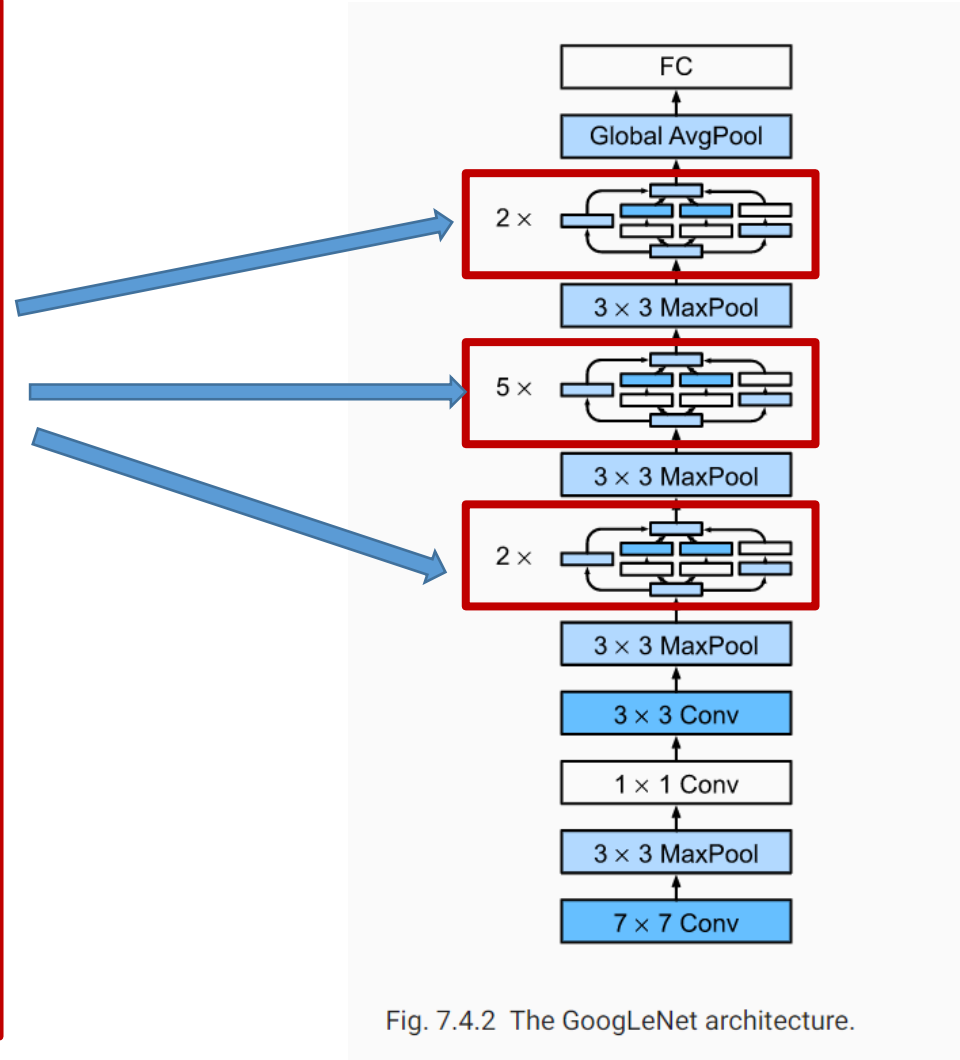 FC
Global AvgPool
2 ×
3 × 3 MaxPool
5 ×
3 × 3 MaxPool
2 ×
3 × 3 MaxPool
3 × 3 Conv
1 × 1 Conv
3 × 3 MaxPool
7 × 7 Conv
Fig. 7.4.2 The GoogLeNet architecture.